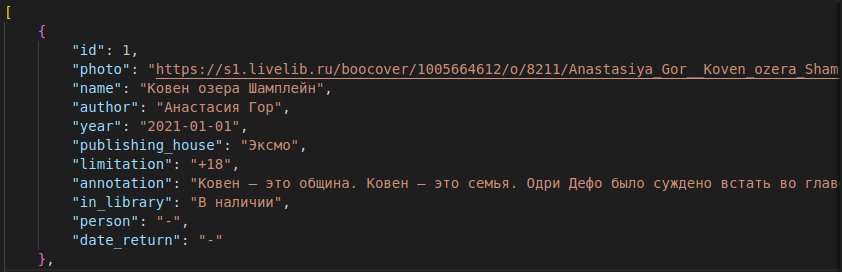 [
{
"id": 1,
"photo": "https://s1.livelib.ru/boocover/1005664612/o/8211/Anastasiya_Gor__Koven_ozera_Sham
"name": "Ковен озера Шамплейн",
"author": "Анастасия Гор",
"year": "2021-01-01",
"publishing_house": "Эксмо",
"limitation": "+18",
"annotation": "Ковен — это община. Ковен — это семья. Одри Дефо было суждено встать во глав
"in_library": "В наличии",
"person": "-",
"date_return": "-"
},